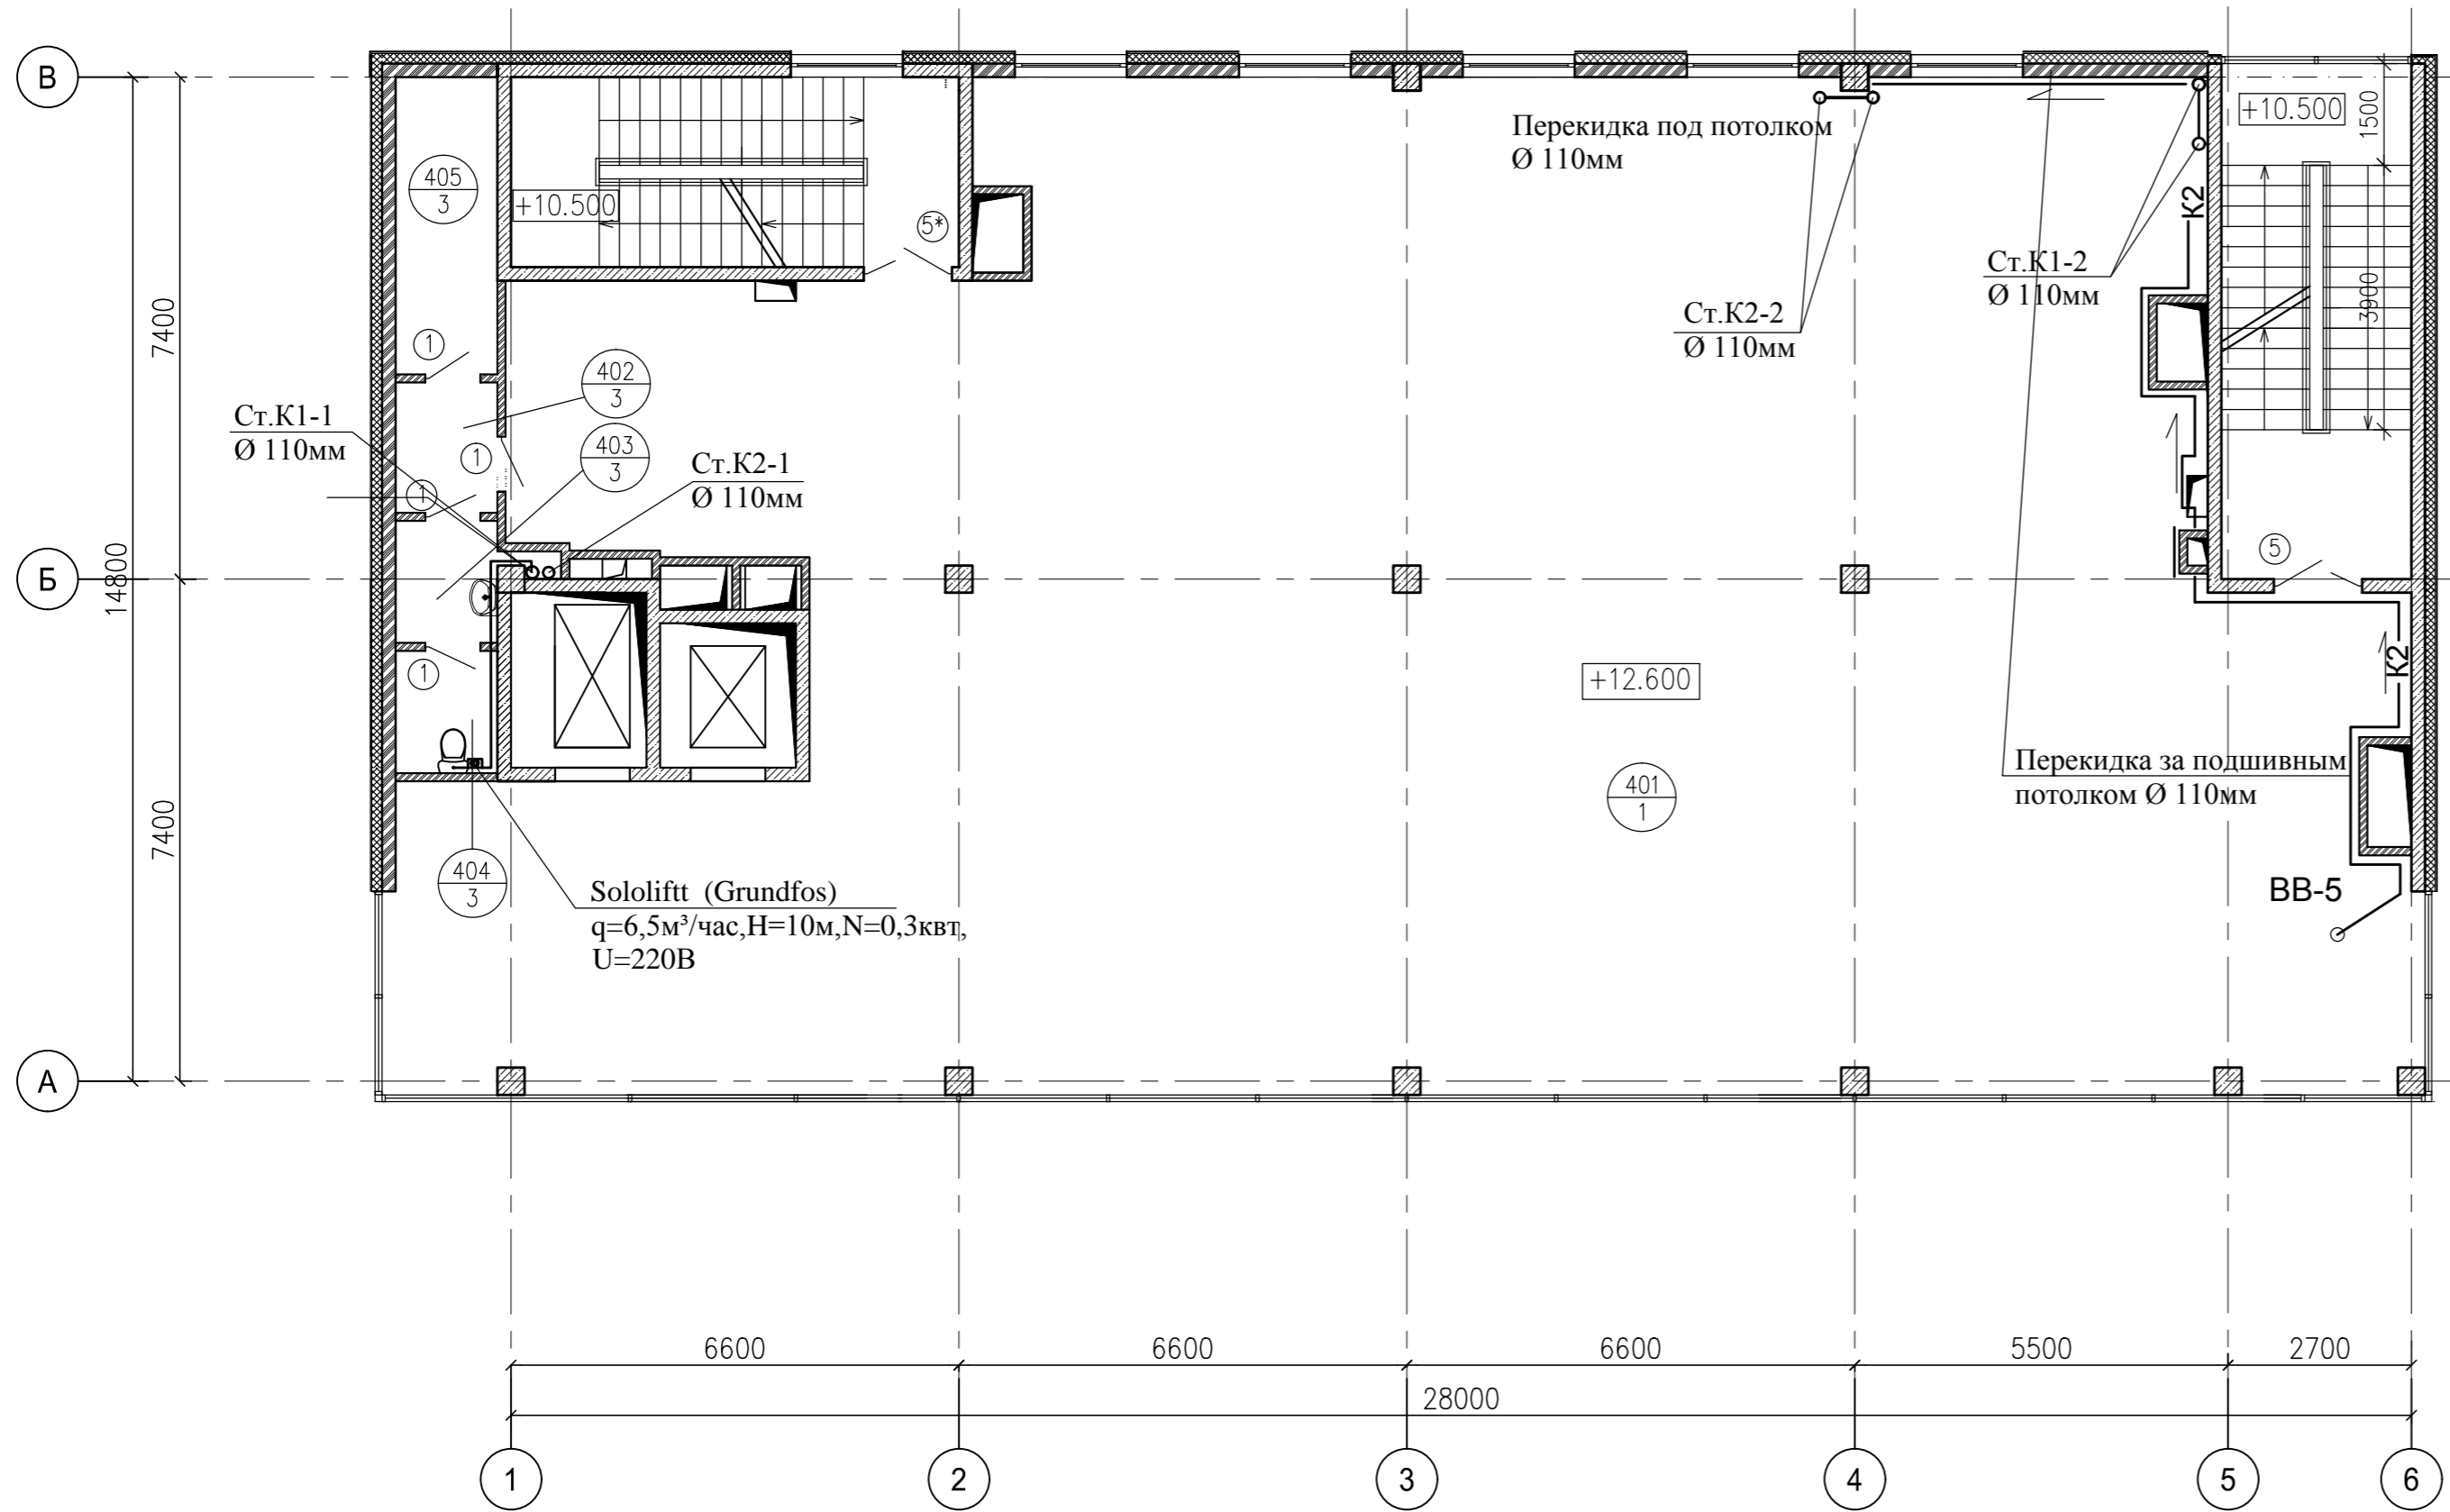 В
+10.500
1500
Перекидка под потолком
Ø 110мм
405
3
+10.500
5*
К2
Ст.К1-2
Ø 110мм
3900
Ст.К2-2
Ø 110мм
7400
1
402
3
Ст.К1-1
Ø 110мм
403
3
1
Ст.К2-1
Ø 110мм
1
5
Б
14800
К2
+12.600
1
Перекидка за подшивным
потолком Ø 110мм
401
1
7400
404
3
Sololiftt (Grundfos)
q=6,5м³/час,Н=10м,N=0,3квт,
U=220В
ВВ-5
А
6600
6600
6600
5500
2700
28000
1
2
3
4
5
6